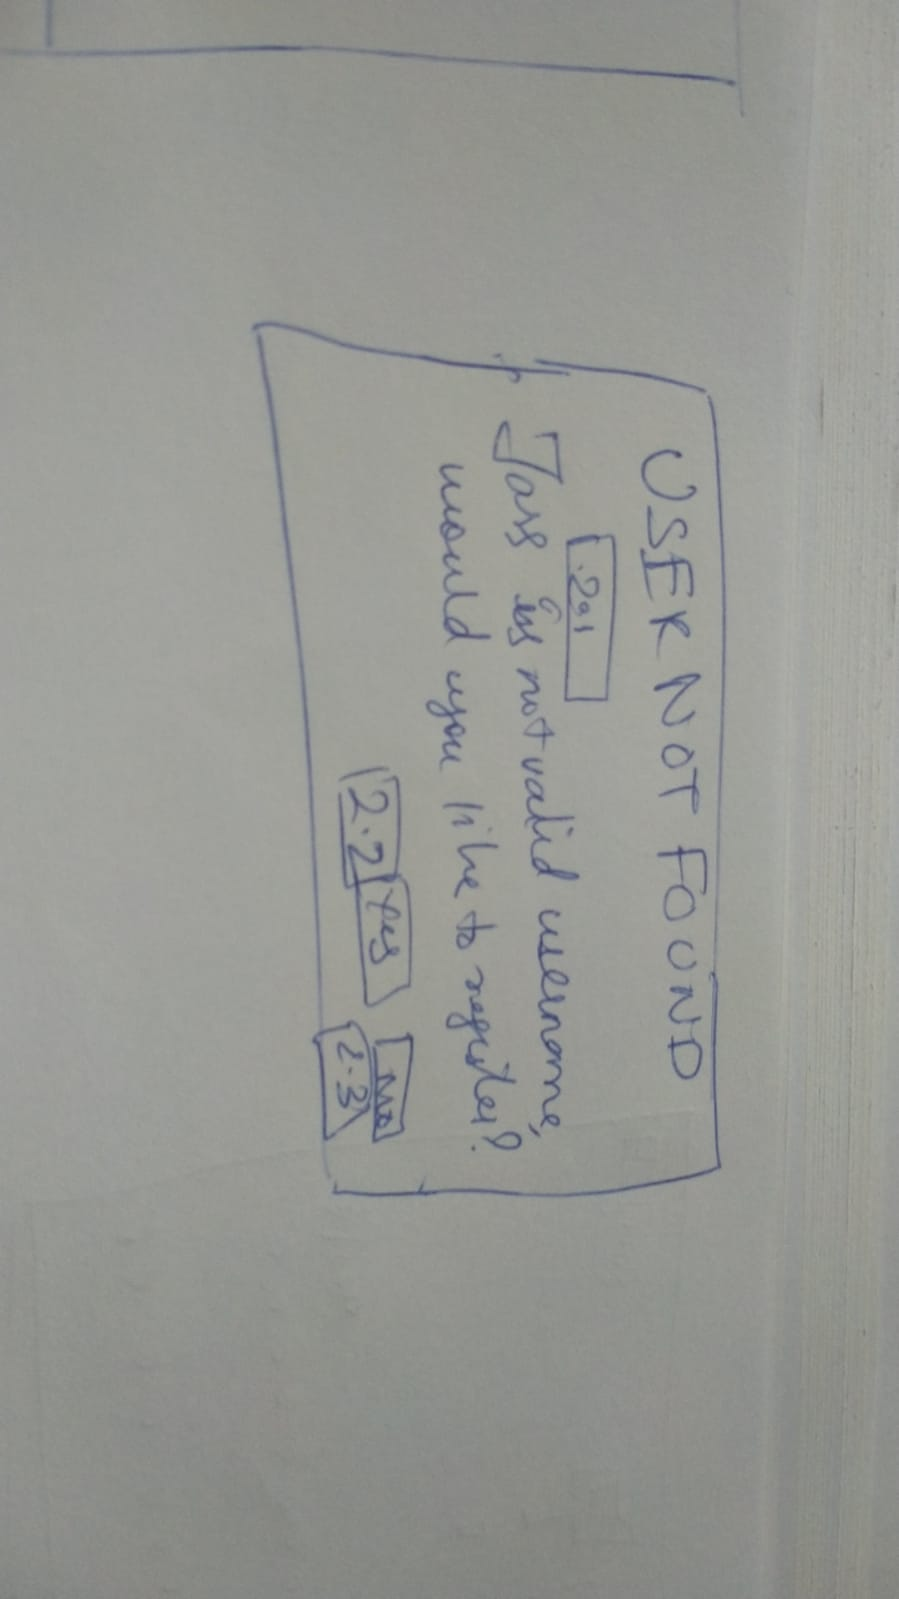 USER NOT FOUND
2.1
Jass is not valid username,
would you like to register?
2.2 Yes No
2.3